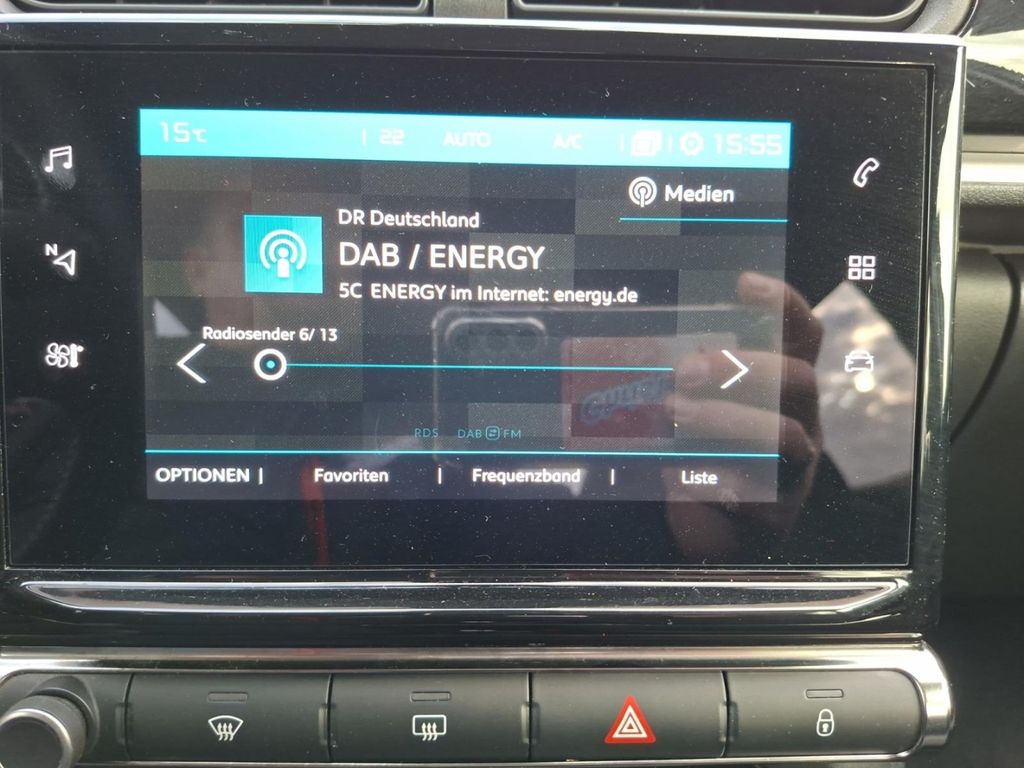 15°C | 22 AUTO A/C | | 15:55
Medien
DR Deutschland
DAB / ENERGY
5C ENERGY im Internet: energy.de
Radiosender 6/ 13
RDS DAB FM
OPTIONEN | Favoriten | Frequenzband | Liste
N